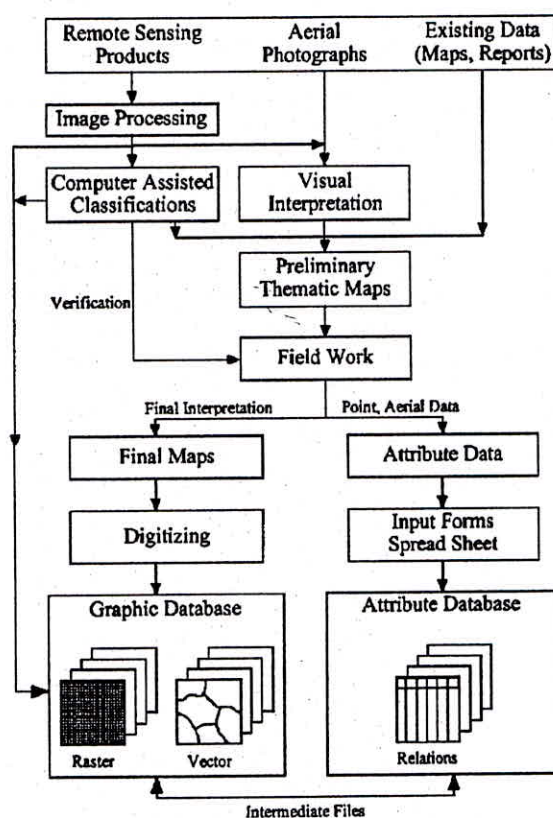 Remote Sensing
Products
Aerial
Photographs
Existing Data
(Maps, Reports)
Image Processing
Computer Assisted
Classifications
Visual
Interpretation
Preliminary
Thematic Maps
Verification
Field Work
Final Interpretation
Point, Aerial Data
Final Maps
Attribute Data
Digitizing
Input Forms
Spread Sheet
Graphic Database
Attribute Database
Raster
Vector
Relations
Intermediate Files